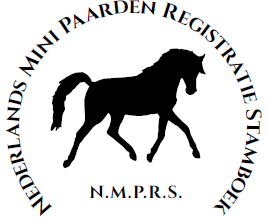 Nederlands Mini Paarden Registratie Stamboek
N.M.P.R.S.